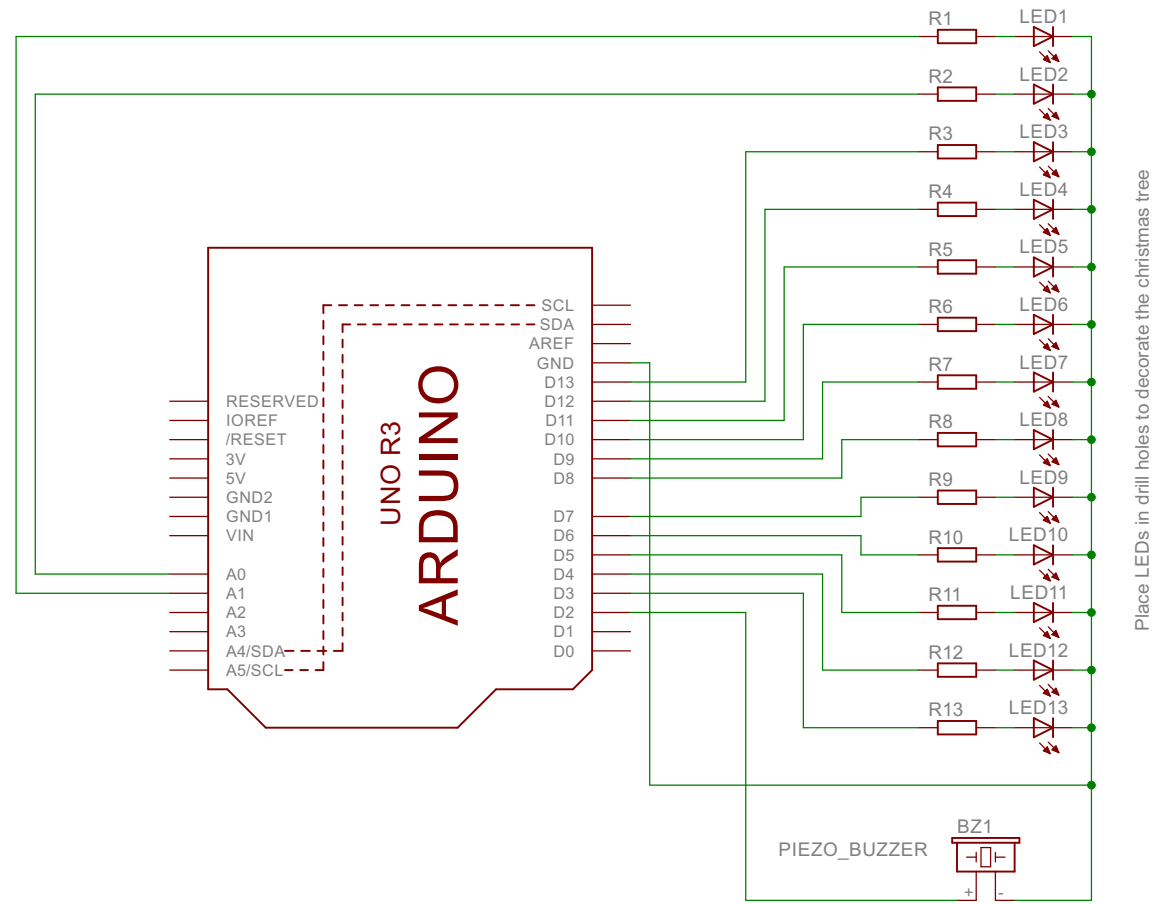 R1
LED1
R2
LED2
R3
LED3
R4
LED4
R5
LED5
R6
LED6
R7
LED7
R8
LED8
R9
LED9
R10
LED10
R11
LED11
R12
LED12
R13
LED13
Place LEDs in drill holes to decorate the christmas tree
RESERVED
IOREF
/RESET
3V
5V
GND2
GND1
VIN
A0
A1
A2
A3
A4/SDA
A5/SCL
UNO R3
ARDUINO
SCL
SDA
AREF
GND
D13
D12
D11
D10
D9
D8
D7
D6
D5
D4
D3
D2
D1
D0
BZ1
PIEZO_BUZZER
+ -